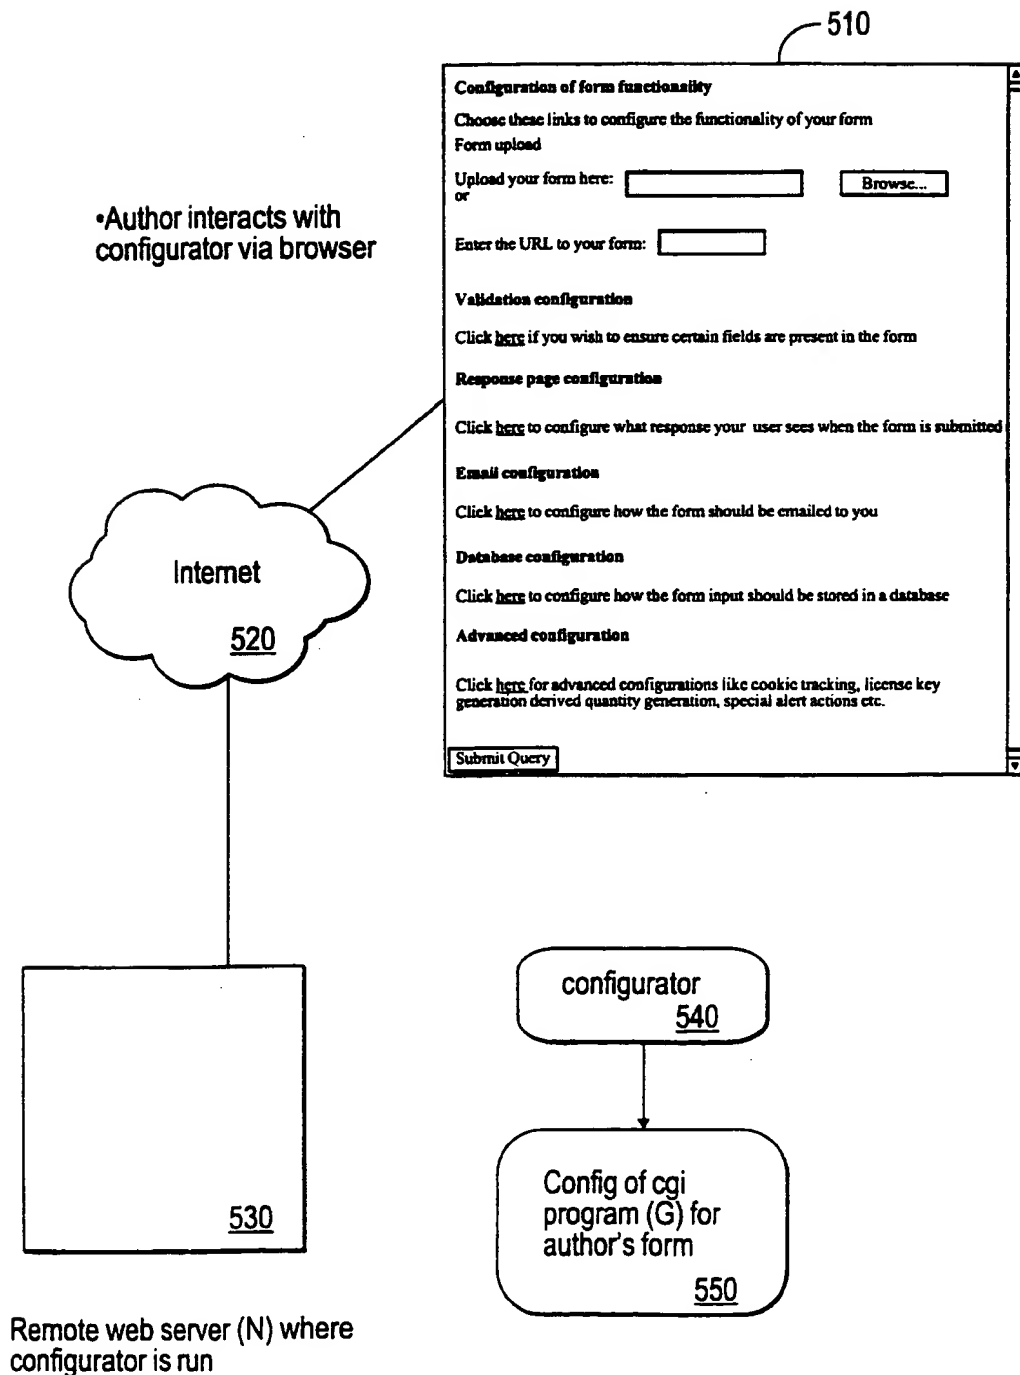 510
Configuration of form functionality
Choose these links to configure the functionality of your form
Form upload
Upload your form here:
Browse...
or
Enter the URL to your form:
Validation configuration
Click here if you wish to ensure certain fields are present in the form
Response page configuration
Click here to configure what response your user sees when the form is submitted
Email configuration
Click here to configure how the form should be emailed to you
Database configuration
Click here to configure how the form input should be stored in a database
Advanced configuration
Click here for advanced configurations like cookie tracking, license key
generation derived quantity generation, special alert actions etc.
Submit Query
•Author interacts with
configurator via browser
Internet
520
530
Remote web server (N) where
configurator is run
configurator
540
Config of cgi
program (G) for
author's form
550